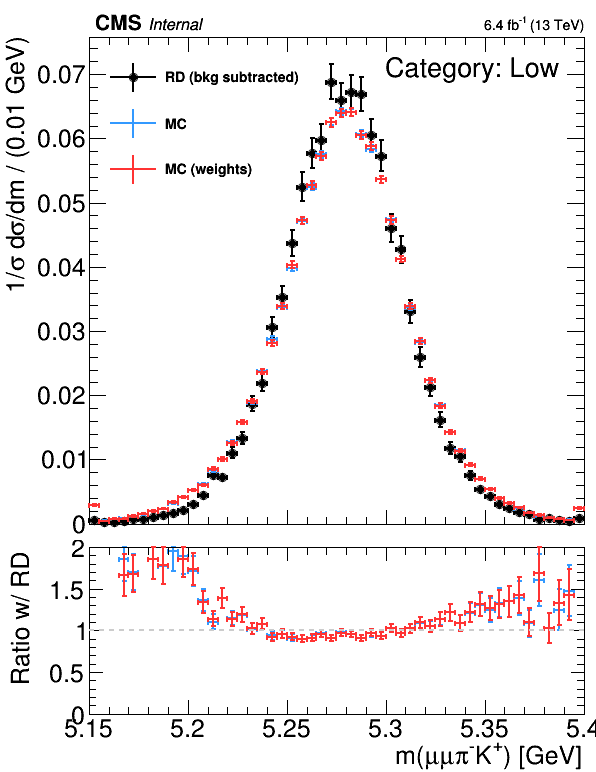 CMS Internal
6.4 fb⁻¹ (13 TeV)
1/σ dσ/dm / (0.01 GeV)
Category: Low
RD (bkg subtracted)
MC
MC (weights)
0.07
0.06
0.05
0.04
0.03
0.02
0.01
0
Ratio w/ RD
2
1.5
1
0.5
0
5.15 5.2 5.25 5.3 5.35 5.4
m(μμπ⁻K⁺) [GeV]